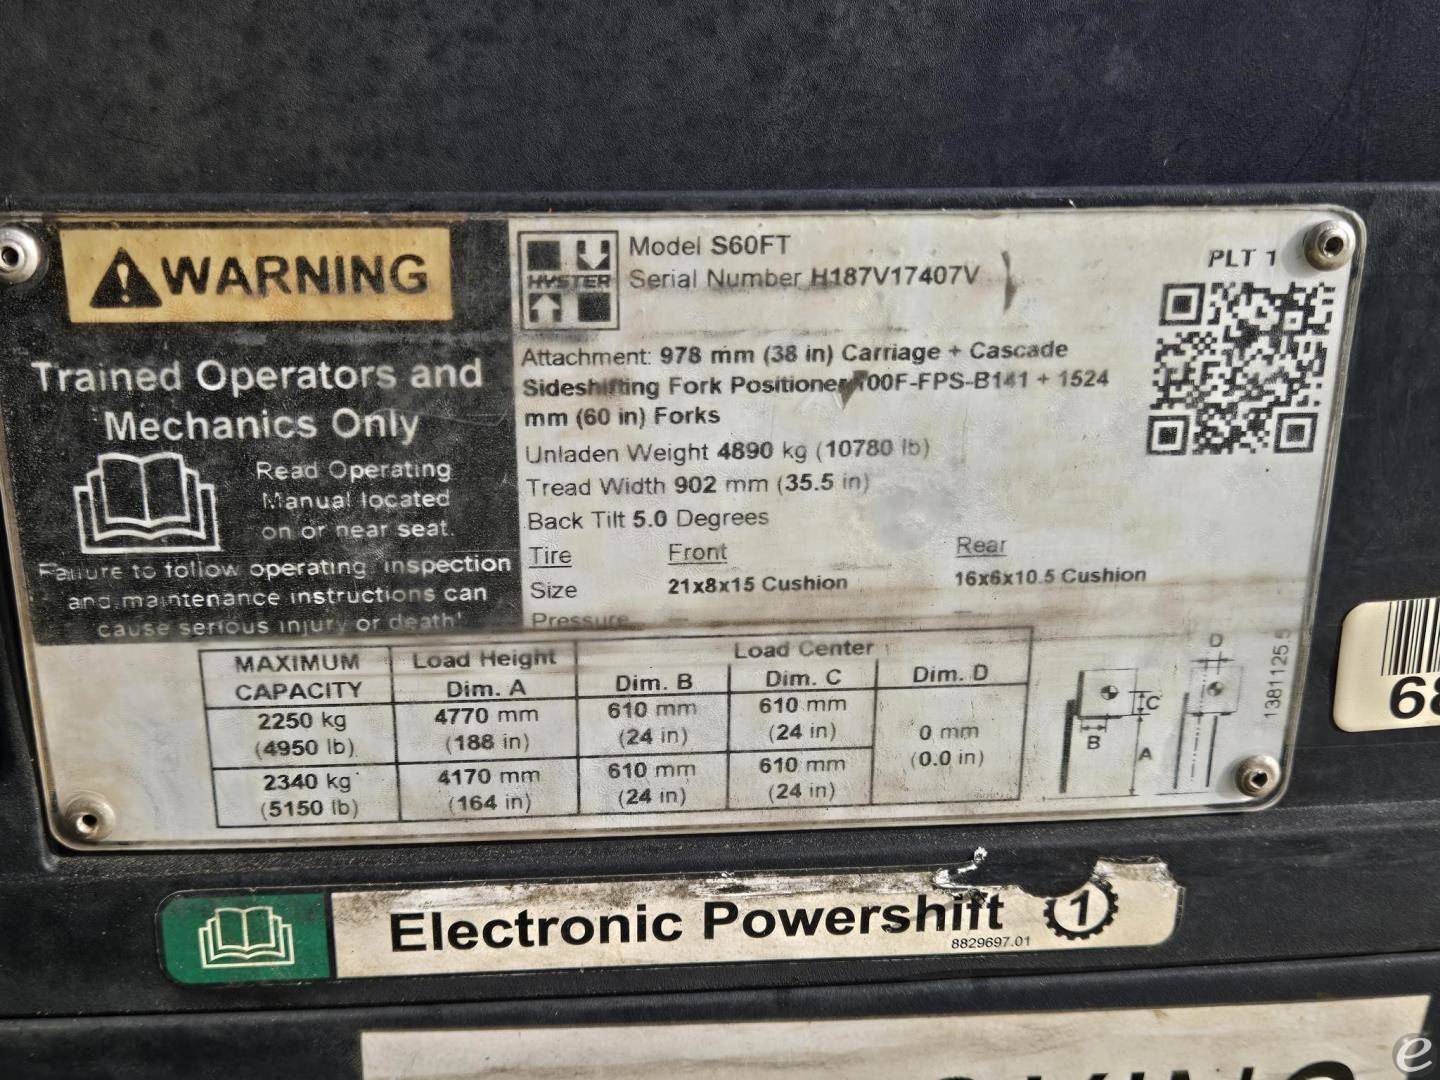 WARNING
Trained Operators and
Mechanics Only
Read Operating
Manual located
on or near seat.
Failure to follow operating, inspection
and maintenance instructions can
cause serious injury or death!
HYSTER
Model S60FT
Serial Number H187V17407V
PLT 1
Attachment: 978 mm (38 in) Carriage + Cascade
Sideshifting Fork Positioner 100F-FPS-B141 + 1524
mm (60 in) Forks
Unladen Weight 4890 kg (10780 lb)
Tread Width 902 mm (35.5 in)
Back Tilt 5.0 Degrees
Tire Front Rear
Size 21x8x15 Cushion 16x6x10.5 Cushion
Pressure — —
MAXIMUM CAPACITY Load Height Dim. A Load Center Dim. B Dim. C Dim. D
2250 kg 4770 mm 610 mm 610 mm
(4950 lb) (188 in) (24 in) (24 in)
0 mm
(0.0 in)
2340 kg 4170 mm 610 mm 610 mm
(5150 lb) (164 in) (24 in) (24 in)
D
C
B
A
1381125.5
68
Electronic Powershift 1
8829697.01
e